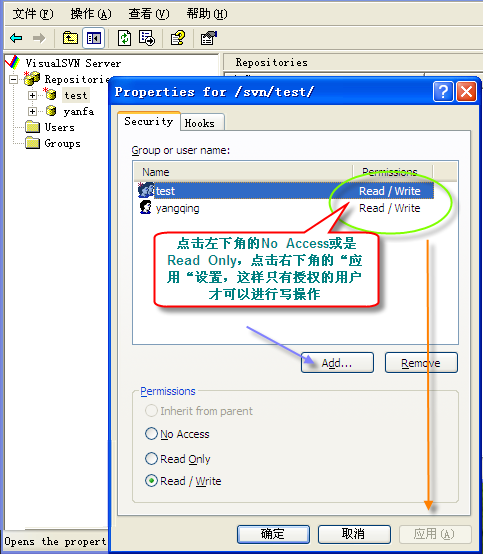 文件(F) 操作(A) 查看(V) 帮助(H)
VisualSVN Server
Repositories
test
yanfa
Users
Groups
Repositories
Properties for /svn/test/
Security Hooks
Group or user name:
Name Permissions
test Read / Write
yangqing Read / Write
点击左下角的No Access或是
Read Only，点击右下角的“应
用“设置，这样只有授权的用户
才可以进行写操作
Add... Remove
Permissions
Inherit from parent
No Access
Read Only
Read / Write
确定 取消 应用(A)
Opens the propert